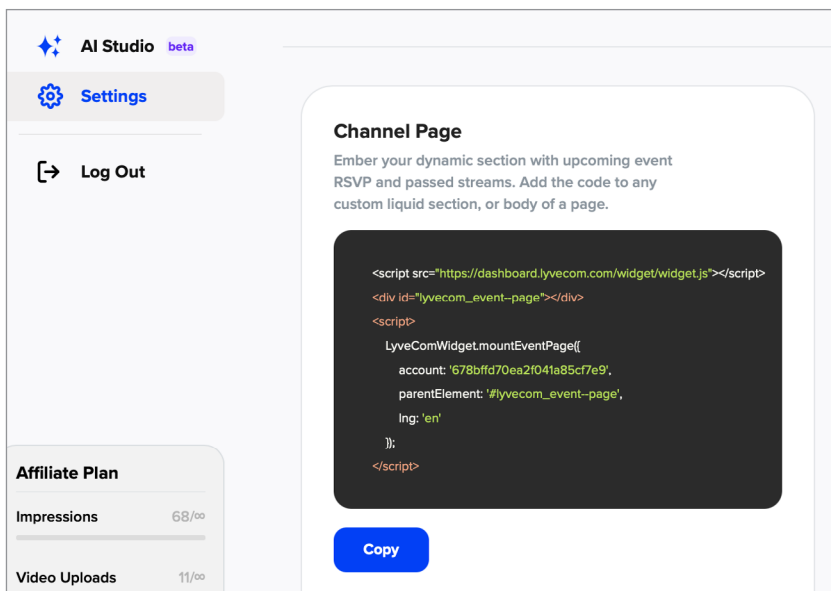 AI Studio beta
Settings
Log Out
Channel Page
Ember your dynamic section with upcoming event
RSVP and passed streams. Add the code to any
custom liquid section, or body of a page.
<script src="https://dashboard.lyvecom.com/widget/widget.js"></script>
<div id="lyvecom_event--page"></div>
<script>
LyveComWidget.mountEventPage({
account: '678bffd70ea2f041a85cf7e9',
parentElement: '#lyvecom_event--page',
lng: 'en'
});
</script>
Copy
Affiliate Plan
Impressions 68/∞
Video Uploads 11/∞